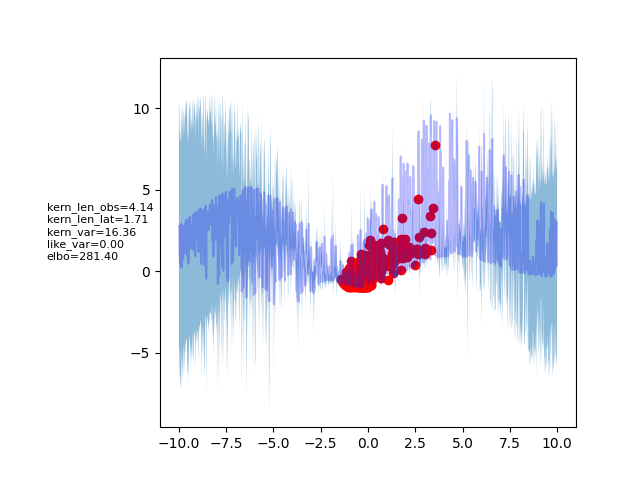 10
5
0
−5
kern_len_obs=4.14
kern_len_lat=1.71
kern_var=16.36
like_var=0.00
elbo=281.40
−10.0 −7.5 −5.0 −2.5 0.0 2.5 5.0 7.5 10.0